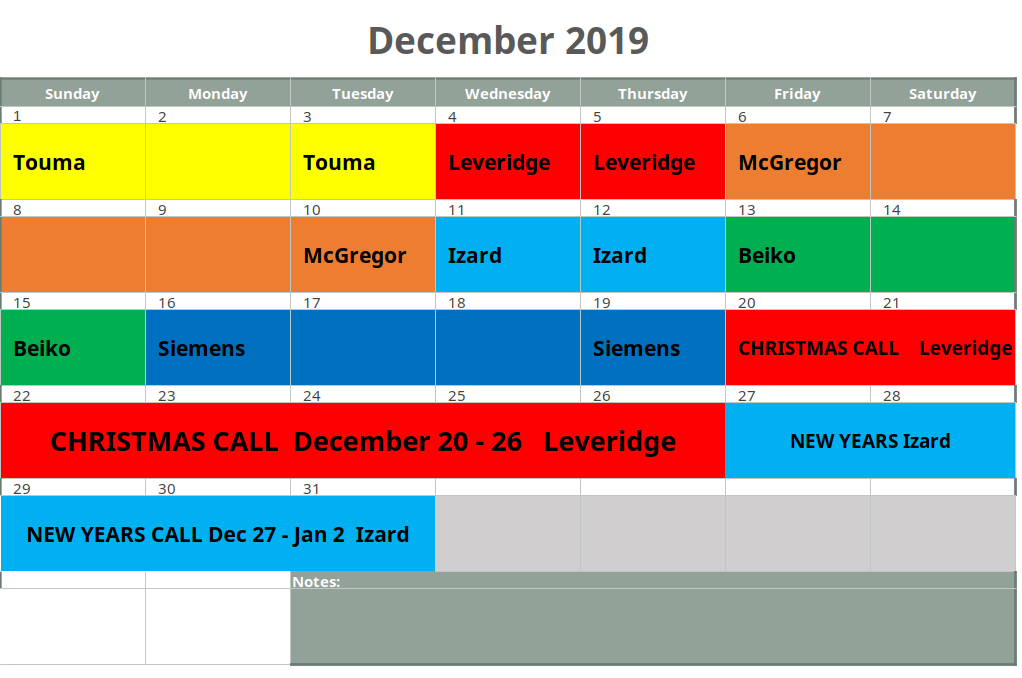 December 2019
Sunday Monday Tuesday Wednesday Thursday Friday Saturday
1 2 3 4 5 6 7
Touma Touma Leveridge Leveridge McGregor
8 9 10 11 12 13 14
McGregor Izard Izard Beiko
15 16 17 18 19 20 21
Beiko Siemens Siemens CHRISTMAS CALL Leveridge
22 23 24 25 26 27 28
CHRISTMAS CALL December 20 - 26 Leveridge NEW YEARS Izard
29 30 31
NEW YEARS CALL Dec 27 - Jan 2 Izard
Notes: